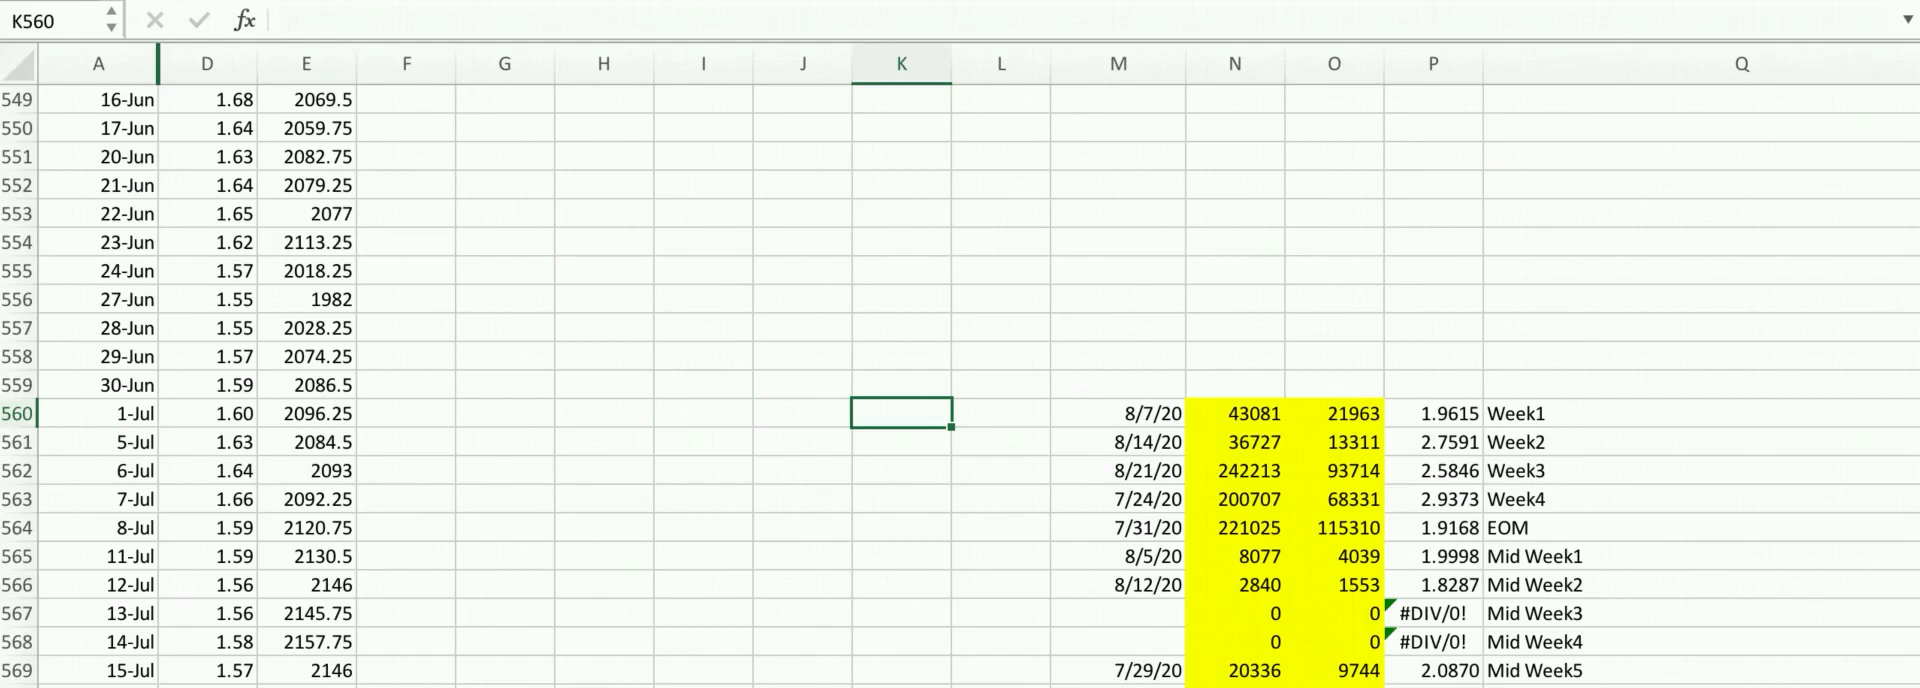 K560 fx
A D E F G H I J K L M N O P Q
549 16-Jun 1.68 2069.5
550 17-Jun 1.64 2059.75
551 20-Jun 1.63 2082.75
552 21-Jun 1.64 2079.25
553 22-Jun 1.65 2077
554 23-Jun 1.62 2113.25
555 24-Jun 1.57 2018.25
556 27-Jun 1.55 1982
557 28-Jun 1.55 2028.25
558 29-Jun 1.57 2074.25
559 30-Jun 1.59 2086.5
560 1-Jul 1.60 2096.25 8/7/20 43081 21963 1.9615 Week1
561 5-Jul 1.63 2084.5 8/14/20 36727 13311 2.7591 Week2
562 6-Jul 1.64 2093 8/21/20 242213 93714 2.5846 Week3
563 7-Jul 1.66 2092.25 7/24/20 200707 68331 2.9373 Week4
564 8-Jul 1.59 2120.75 7/31/20 221025 115310 1.9168 EOM
565 11-Jul 1.59 2130.5 8/5/20 8077 4039 1.9998 Mid Week1
566 12-Jul 1.56 2146 8/12/20 2840 1553 1.8287 Mid Week2
567 13-Jul 1.56 2145.75 0 0 #DIV/0! Mid Week3
568 14-Jul 1.58 2157.75 0 0 #DIV/0! Mid Week4
569 15-Jul 1.57 2146 7/29/20 20336 9744 2.0870 Mid Week5